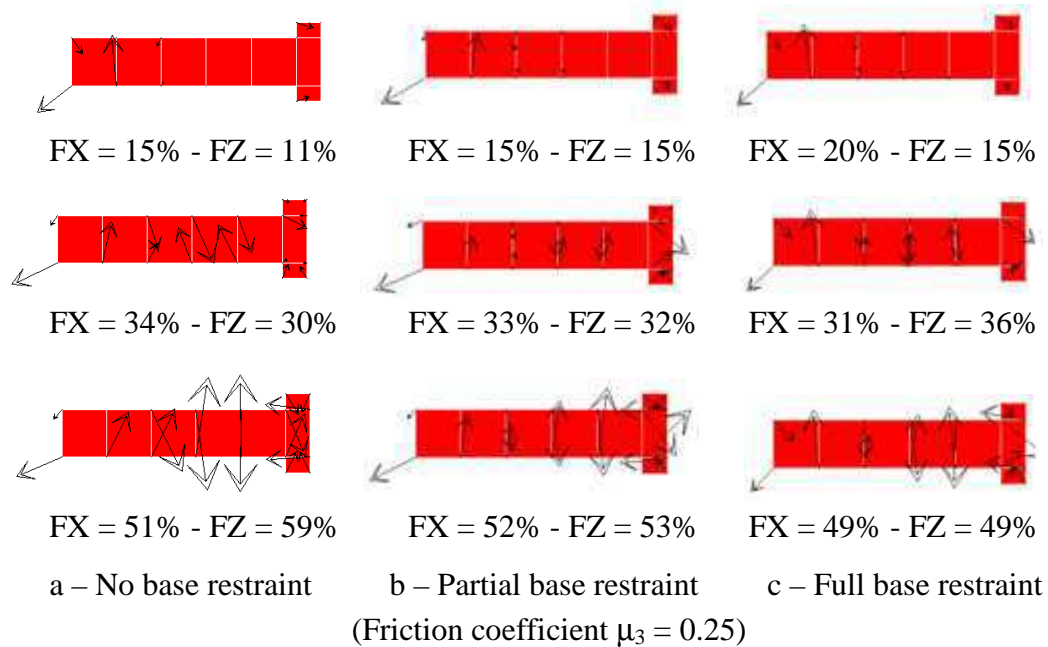 FX = 15% - FZ = 11%
FX = 15% - FZ = 15%
FX = 20% - FZ = 15%
FX = 34% - FZ = 30%
FX = 33% - FZ = 32%
FX = 31% - FZ = 36%
FX = 51% - FZ = 59%
FX = 52% - FZ = 53%
FX = 49% - FZ = 49%
a – No base restraint
b – Partial base restraint
c – Full base restraint
(Friction coefficient μ₃ = 0.25)